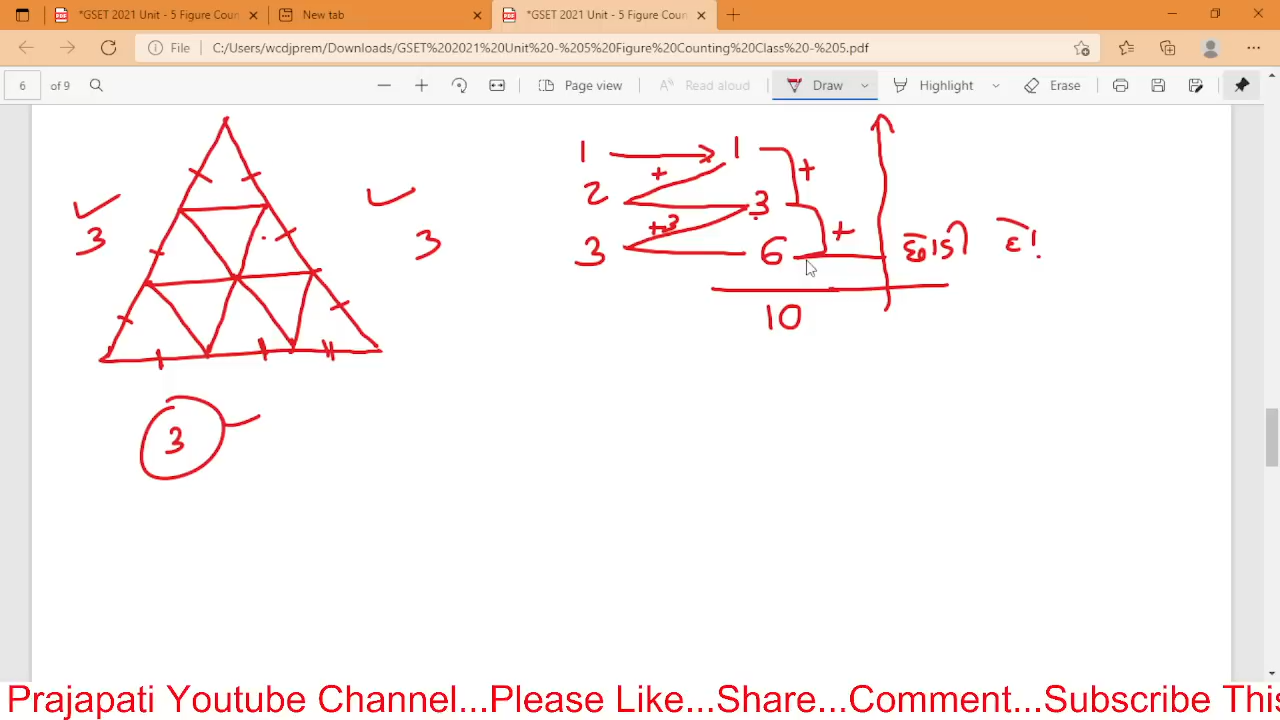 *GSET 2021 Unit - 5 Figure Coun
New tab
*GSET 2021 Unit - 5 Figure Coun
File
C:/Users/wcdjprem/Downloads/GSET%202021%20Unit%20-%205%20Figure%20Counting%20Class%20-%205.pdf
6 of 9
Page view
Read aloud
Draw
Highlight
Erase
1 1 +
2 + 3 +
3 +3 6
10
3 3
3
Prajapati Youtube Channel...Please Like...Share...Comment...Subscribe This